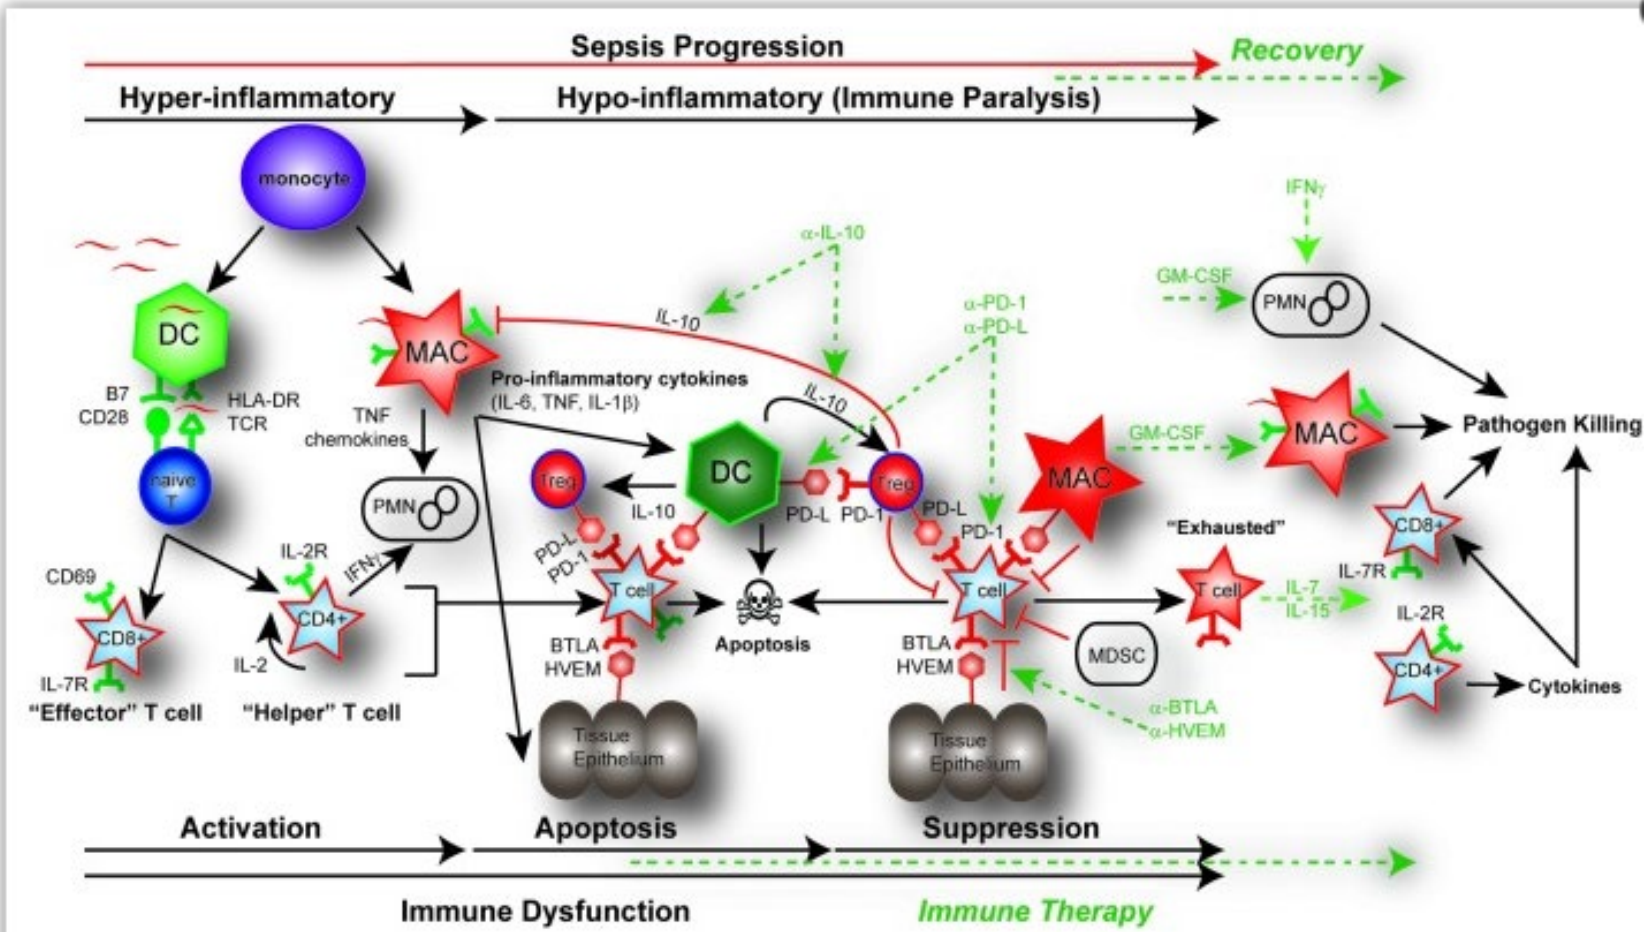 Sepsis Progression
Recovery
Hyper-inflammatory
Hypo-inflammatory (Immune Paralysis)
monocyte
DC
B7
CD28
HLA-DR
TCR
naive
T
CD69
CD8+
IL-7R
"Effector" T cell
IL-2R
CD4+
IL-2
"Helper" T cell
IFNγ
MAC
TNF
chemokines
PMN
Pro-inflammatory cytokines
(IL-6, TNF, IL-1β)
IL-10
α-IL-10
IL-10
α-PD-1
α-PD-L
Treg
IL-10
DC
PD-L
PD-1
Treg
PD-L
PD-1
T cell
BTLA
HVEM
Tissue
Epithelium
Apoptosis
PD-L
PD-1
T cell
BTLA
HVEM
Tissue
Epithelium
MAC
MDSC
α-BTLA
α-HVEM
"Exhausted"
T cell
IL-7
IL-15
GM-CSF
IFNγ
GM-CSF
PMN
MAC
Pathogen Killing
CD8+
IL-7R
IL-2R
CD4+
Cytokines
Activation
Apoptosis
Suppression
Immune Dysfunction
Immune Therapy